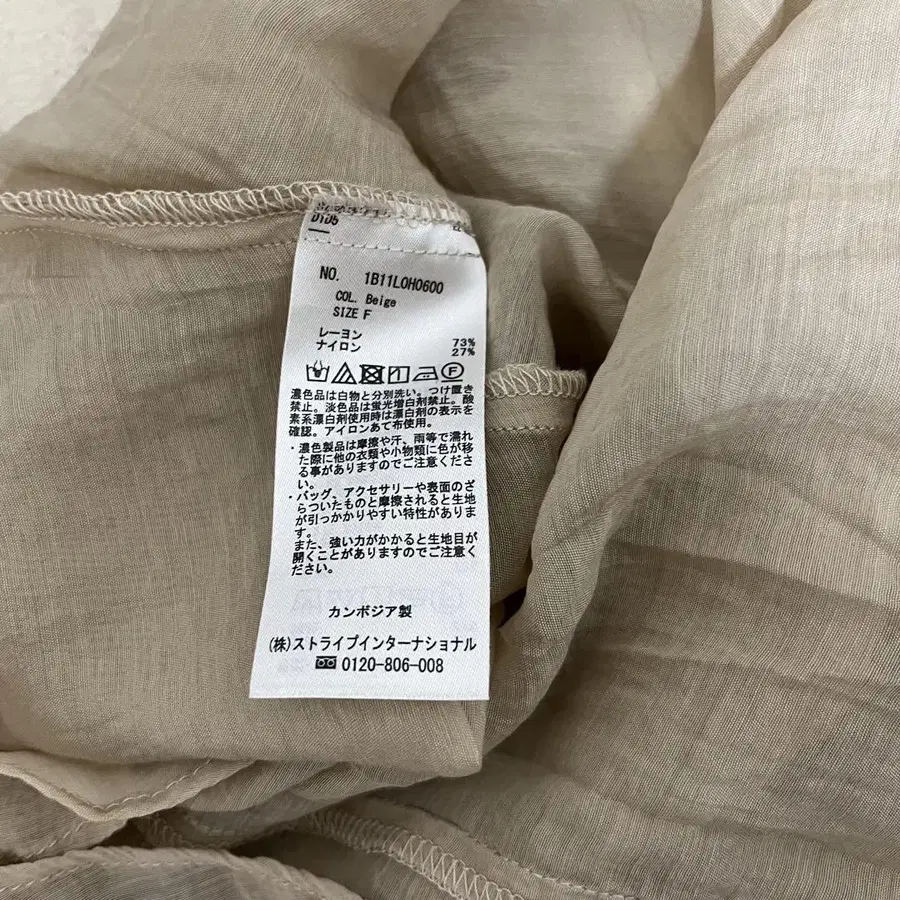 NO. 1B11L0H0600
COL. Beige
SIZE F
レーヨン 73%
ナイロン 27%
F
濃色品は白物と分別洗い。つけ置き
禁止。淡色品は蛍光増白剤禁止。酸
素系漂白剤使用時は漂白剤の表示を
確認。アイロンあて布使用。
・濃色製品は摩擦や汗、雨等で濡れ
た際に他の衣類や小物類に色が移
る事がありますのでご注意くださ
い。
・バッグ、アクセサリーや表面のざ
らついたものと摩擦されると生地
が引っかかりやすい特性がありま
す。
また、強い力がかかると生地目が
開くことがありますのでご注意く
ださい。
カンボジア製
(株)ストライプインターナショナル
0120-806-008